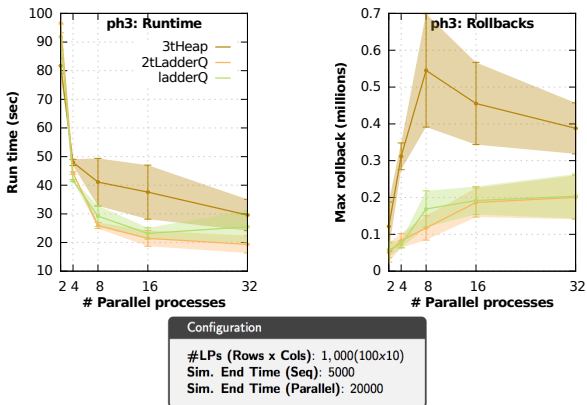 ph3: Runtime
100
90
80
70
60
50
40
30
20
10
Run time (sec)
3tHeap
2tLadderQ
ladderQ
2 4 8 16 32
# Parallel processes
ph3: Rollbacks
0.7
0.6
0.5
0.4
0.3
0.2
0.1
0
Max rollback (millions)
2 4 8 16 32
# Parallel processes
Configuration
#LPs (Rows x Cols): 1,000(100x10)
Sim. End Time (Seq): 5000
Sim. End Time (Parallel): 20000